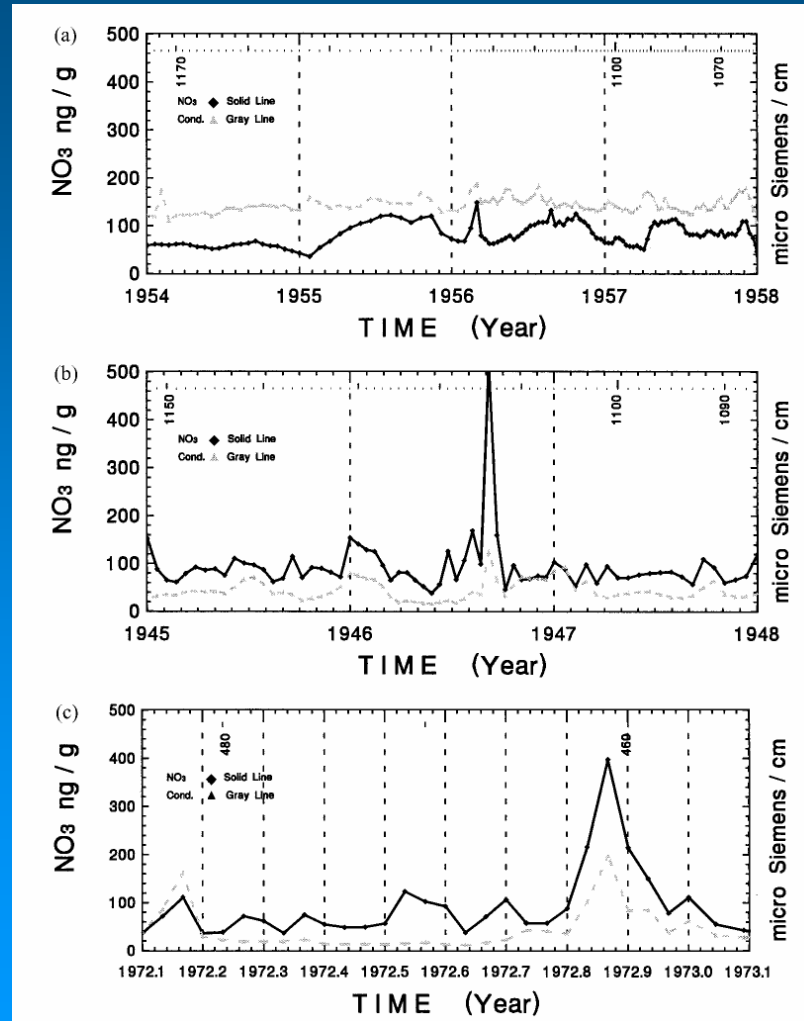 (a)
500
400
300
200
100
0
NO3 ng / g
1170
1100
1070
NO3 ◆ Solid Line
Cond. ▲ Gray Line
micro Siemens / cm
1954 1955 1956 1957 1958
TIME (Year)
(b)
500
400
300
200
100
0
NO3 ng / g
1150
1100
1090
NO3 ◆ Solid Line
Cond. ▲ Gray Line
micro Siemens / cm
1945 1946 1947 1948
TIME (Year)
(c)
500
400
300
200
100
0
NO3 ng / g
480
460
NO3 ◆ Solid Line
Cond. ▲ Gray Line
micro Siemens / cm
1972.1 1972.2 1972.3 1972.4 1972.5 1972.6 1972.7 1972.8 1972.9 1973.0 1973.1
TIME (Year)